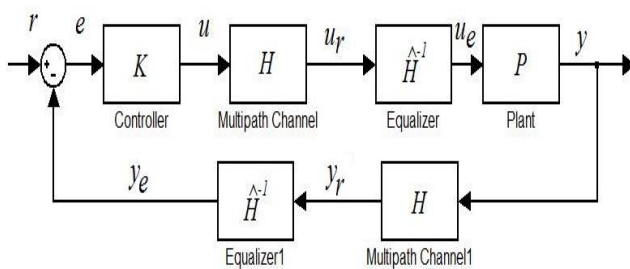 r e u u_r u_e y
+ -
K H Ĥ⁻¹ P
Controller Multipath Channel Equalizer Plant
y_e y_r
Ĥ⁻¹ H
Equalizer1 Multipath Channel1